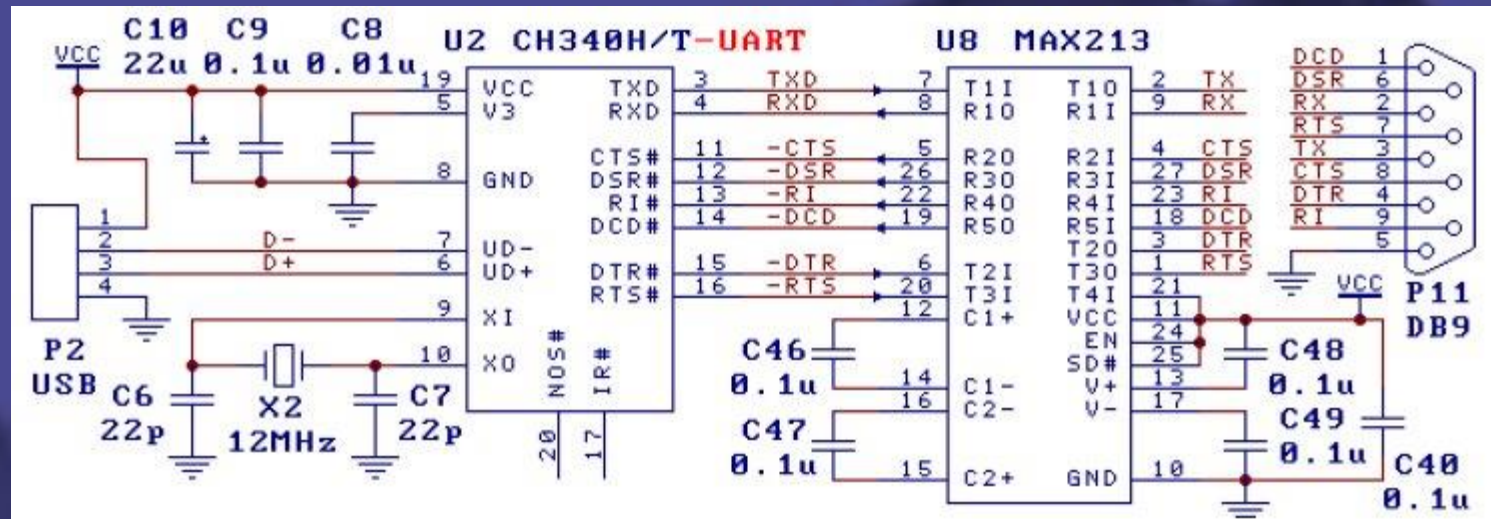 C10 C9 C8
VCC 22u 0.1u 0.01u
U2 CH340H/T-UART
U8 MAX213
19 VCC TXD 3 TXD 7 T1I T1O 2 TX
5 V3 RXD 4 RXD 8 R1O R1I 9 RX
CTS# 11 -CTS 5 R2O R2I 4 CTS
8 GND DSR# 12 -DSR 26 R3O R3I 27 DSR
RI# 13 -RI 22 R4O R4I 23 RI
DCD# 14 -DCD 19 R5O R5I 18 DCD
T2O 3 DTR
7 UD- DTR# 15 -DTR 6 T2I T3O 1 RTS
6 UD+ RTS# 16 -RTS 20 T3I T4I 21
9 XI 12 C1+ VCC 11
EN 24
10 XO SD# 25
14 C1- V+ 13
16 C2- V- 17
15 C2+ GND 10
NOS# IR#
20 17
1
2 D-
3 D+
4
P2
USB
C6
22p
X2
12MHz
C7
22p
C46
0.1u
C47
0.1u
C48
0.1u
C49
0.1u
C40
0.1u
VCC
DCD 1
DSR 6
RX 2
RTS 7
TX 3
CTS 8
DTR 4
RI 9
5
P11
DB9